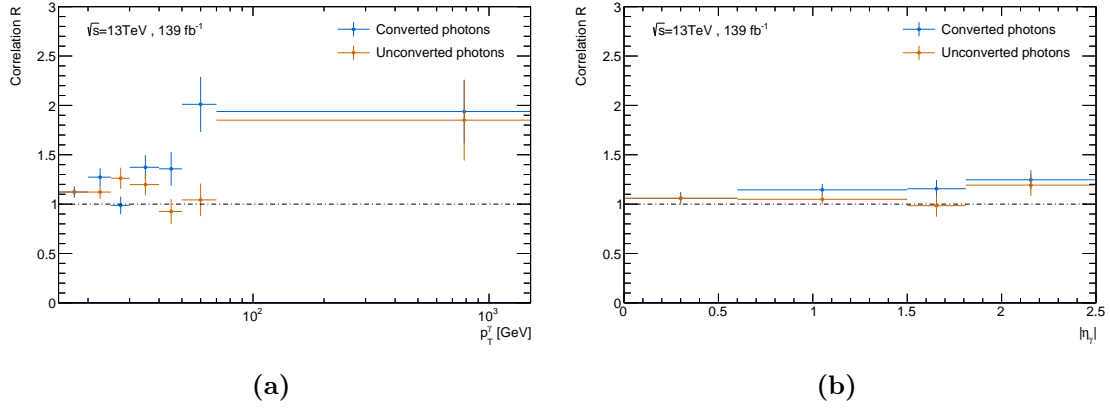 Correlation R
3
2.5
2
1.5
1
0.5
0
√s=13TeV , 139 fb⁻¹
Converted photons
Unconverted photons
10²
10³
p_T^γ [GeV]
(a)
Correlation R
3
2.5
2
1.5
1
0.5
0
√s=13TeV , 139 fb⁻¹
Converted photons
Unconverted photons
0
0.5
1
1.5
2
2.5
|η_γ|
(b)